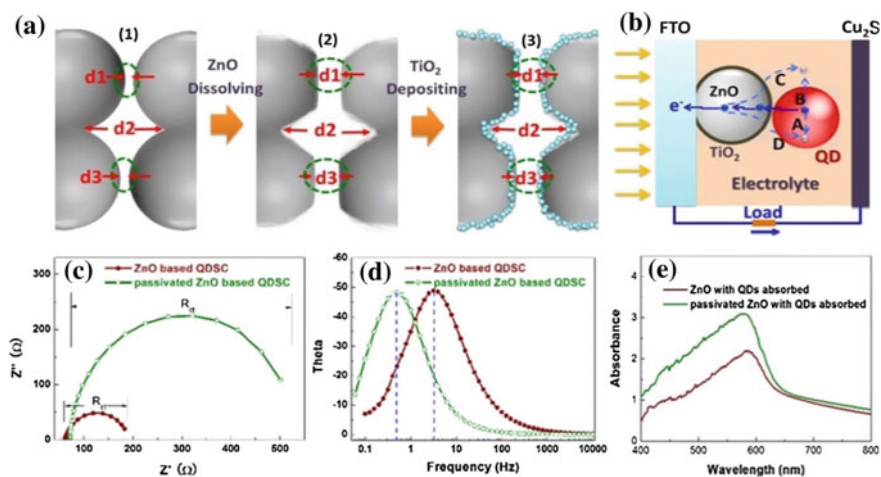 (a)
(1)
(2)
(3)
d1
d2
d3
ZnO
Dissolving
d1
d2
d3
TiO2
Depositing
d1
d2
d3
(b)
FTO
Cu2S
ZnO
C
B
A
D
e-
TiO2
QD
Electrolyte
Load
(c)
ZnO based QDSC
passivated ZnO based QDSC
Z'' (Ω)
300
200
100
0
Rct
100 200 300 400 500
Z' (Ω)
(d)
ZnO based QDSC
passivated ZnO based QDSC
Theta
-60
-50
-40
-30
-20
-10
-0
0.1 1 10 100 1000 10000
Frequency (Hz)
(e)
ZnO with QDs absorbed
passivated ZnO with QDs absorbed
Absorbance
5
4
3
2
1
0
400 500 600 700 800
Wavelength (nm)